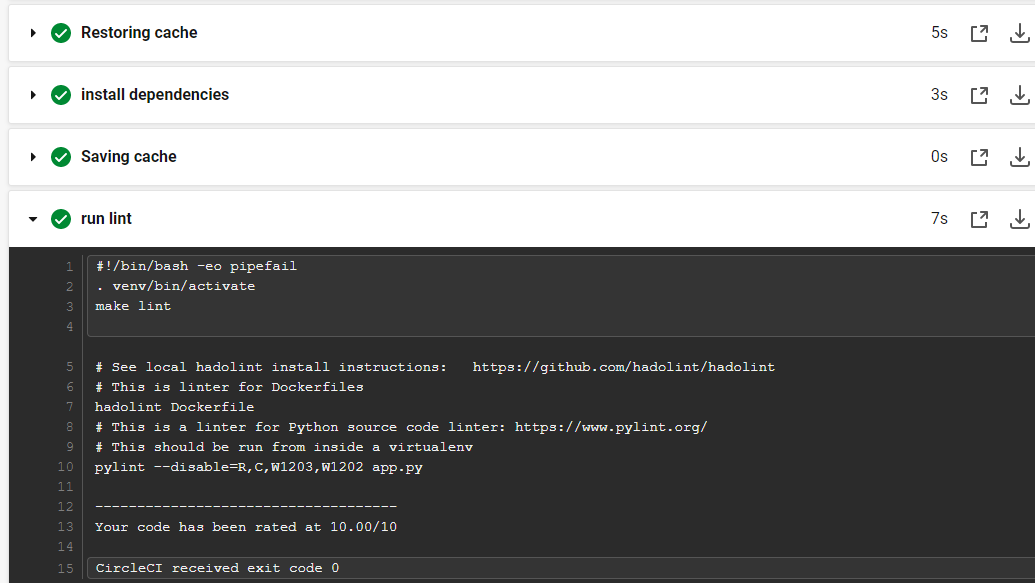 Restoring cache 5s
install dependencies 3s
Saving cache 0s
run lint 7s
1 #!/bin/bash -eo pipefail
2 . venv/bin/activate
3 make lint
4
5 # See local hadolint install instructions:   https://github.com/hadolint/hadolint
6 # This is linter for Dockerfiles
7 hadolint Dockerfile
8 # This is a linter for Python source code linter: https://www.pylint.org/
9 # This should be run from inside a virtualenv
10 pylint --disable=R,C,W1203,W1202 app.py
11
12 ------------------------------------
13 Your code has been rated at 10.00/10
14
15 CircleCI received exit code 0